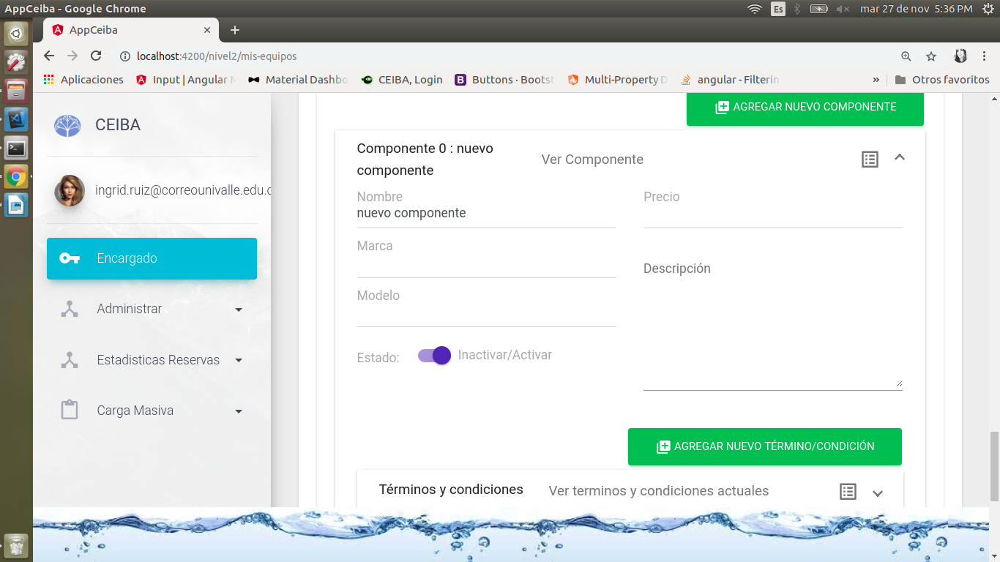 AppCeiba - Google Chrome
Es
mar 27 de nov 5:36 PM
AppCeiba
localhost:4200/nivel2/mis-equipos
Aplicaciones
Input | Angular
Material Dashbo
CEIBA, Login
Buttons · Boots
Multi-Property D
angular - Filterin
»
Otros favoritos
CEIBA
ingrid.ruiz@correounivalle.edu.c
Encargado
Administrar
Estadisticas Reservas
Carga Masiva
AGREGAR NUEVO COMPONENTE
Componente 0 : nuevo
componente
Ver Componente
Nombre
nuevo componente
Precio
Marca
Descripción
Modelo
Estado:
Inactivar/Activar
AGREGAR NUEVO TÉRMINO/CONDICIÓN
Términos y condiciones
Ver terminos y condiciones actuales